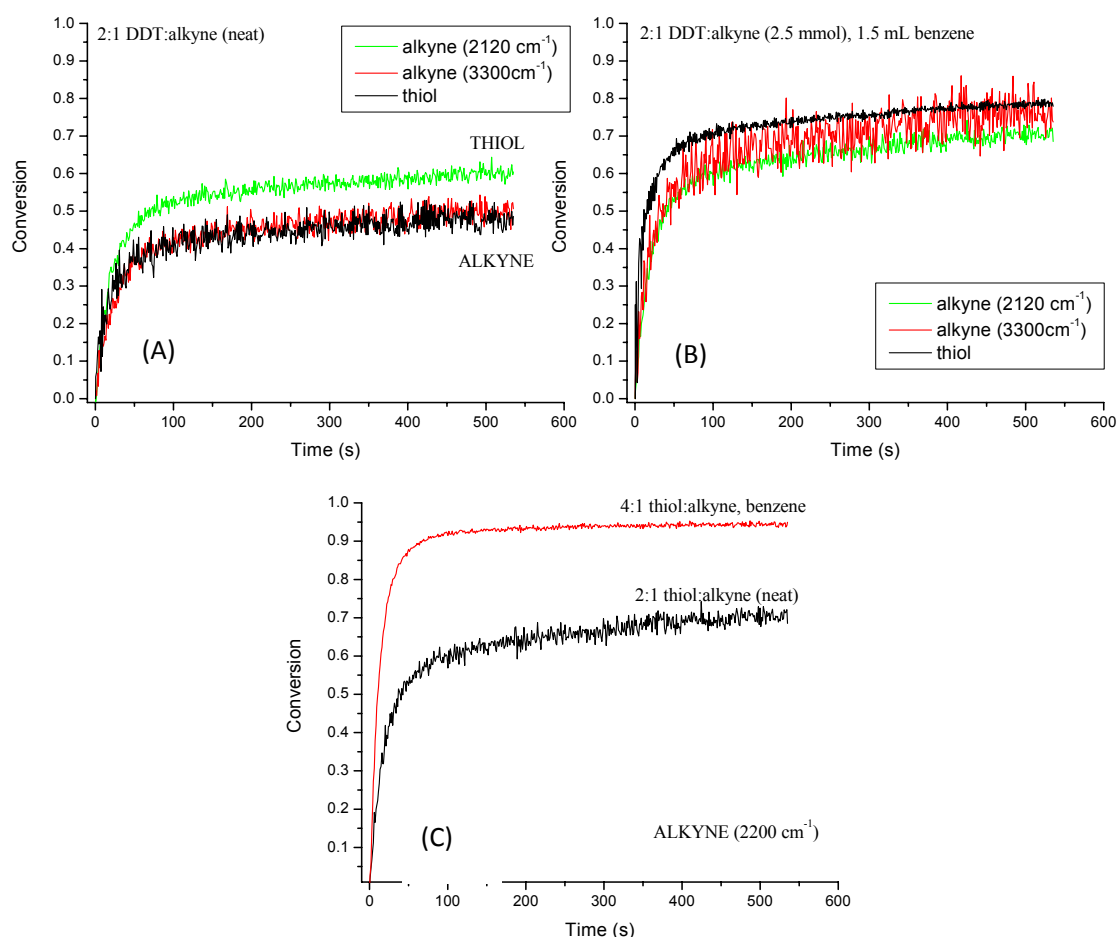 1.0
0.9
0.8
0.7
0.6
0.5
0.4
0.3
0.2
0.1
0.0
Conversion
2:1 DDT:alkyne (neat)
alkyne (2120 cm⁻¹)
alkyne (3300cm⁻¹)
thiol
THIOL
ALKYNE
(A)
0 100 200 300 400 500 600
Time (s)
1.0
0.9
0.8
0.7
0.6
0.5
0.4
0.3
0.2
0.1
0.0
Conversion
2:1 DDT:alkyne (2.5 mmol), 1.5 mL benzene
alkyne (2120 cm⁻¹)
alkyne (3300cm⁻¹)
thiol
(B)
0 100 200 300 400 500 600
Time (s)
1.0
0.9
0.8
0.7
0.6
0.5
0.4
0.3
0.2
0.1
Conversion
4:1 thiol:alkyne, benzene
2:1 thiol:alkyne (neat)
(C)
ALKYNE (2200 cm⁻¹)
0 100 200 300 400 500 600
Time (s)